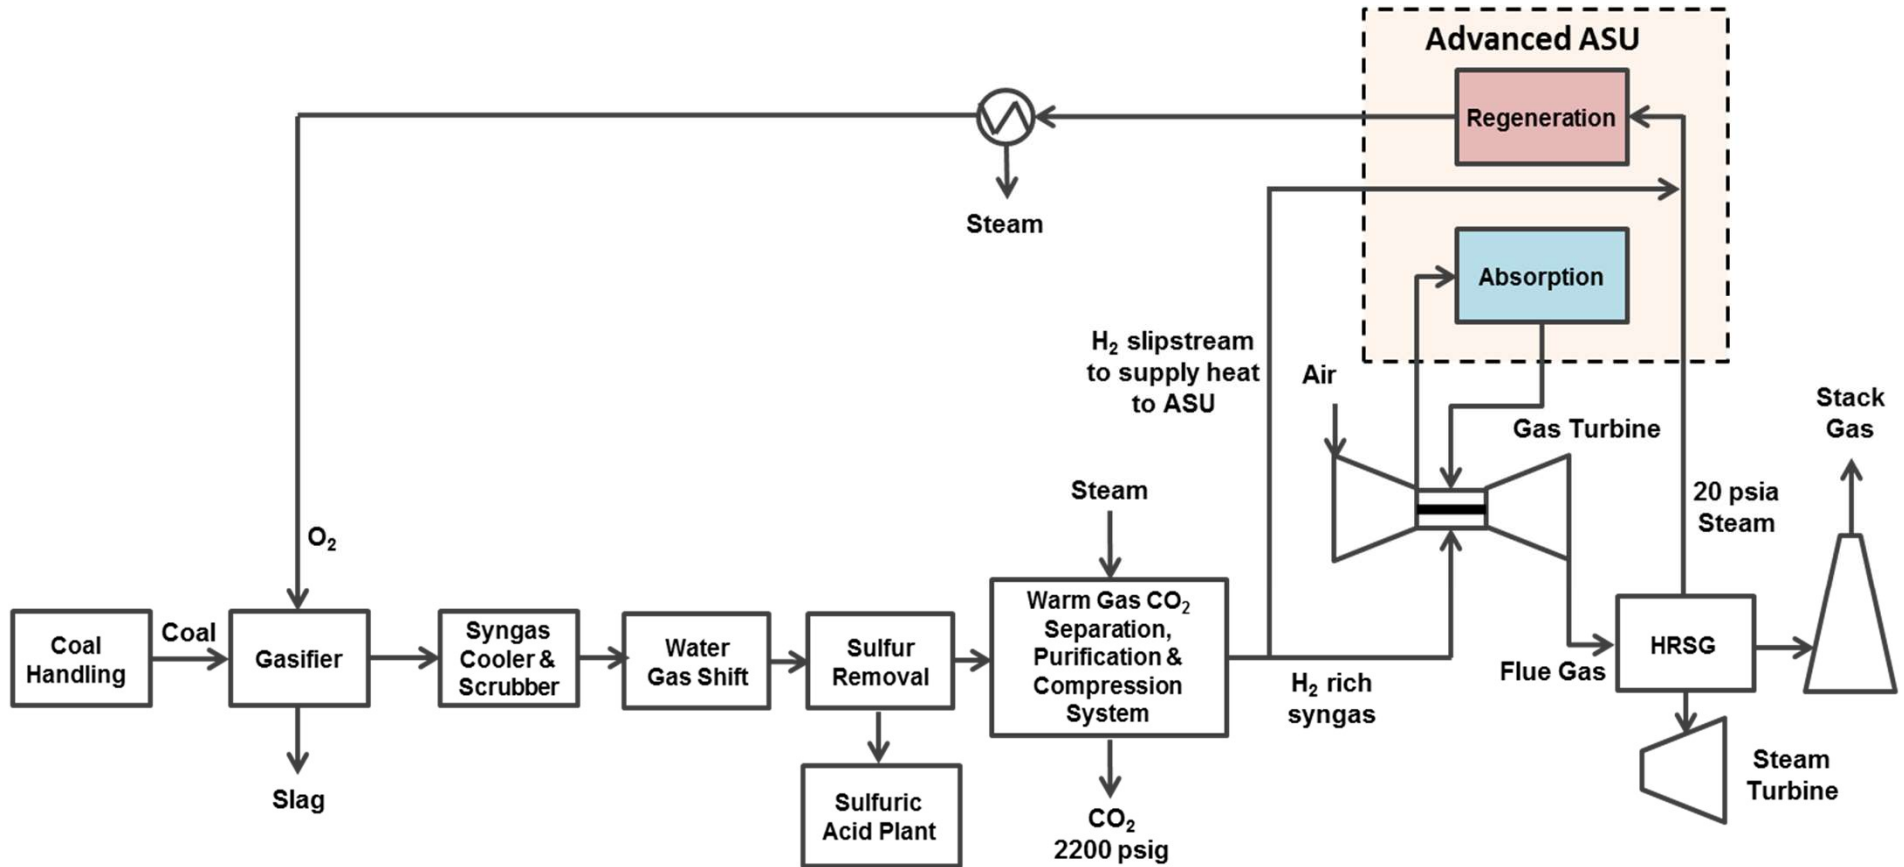 Advanced ASU
Regeneration
Steam
Absorption
H₂ slipstream
to supply heat
to ASU
Air
Gas Turbine
Stack
Gas
Steam
20 psia
Steam
O₂
Coal
Handling
Coal
Gasifier
Syngas
Cooler &
Scrubber
Water
Gas Shift
Sulfur
Removal
Warm Gas CO₂
Separation,
Purification &
Compression
System
H₂ rich
syngas
Flue Gas
HRSG
Slag
Sulfuric
Acid Plant
CO₂
2200 psig
Steam
Turbine